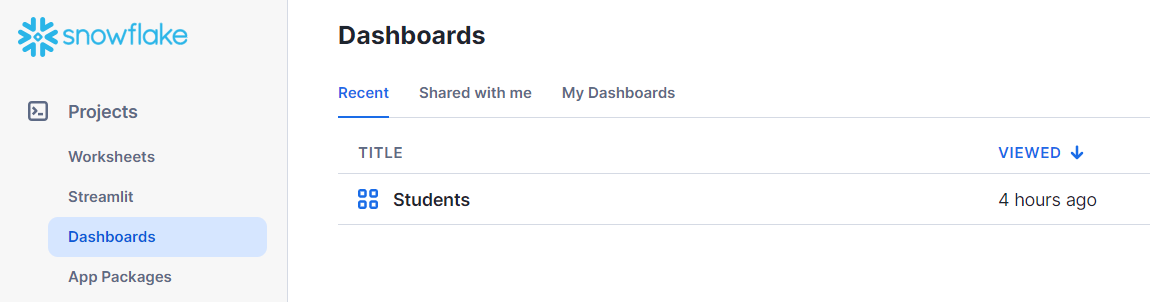 snowflake
Projects
Worksheets
Streamlit
Dashboards
App Packages
Dashboards
Recent Shared with me My Dashboards
TITLE VIEWED
Students 4 hours ago